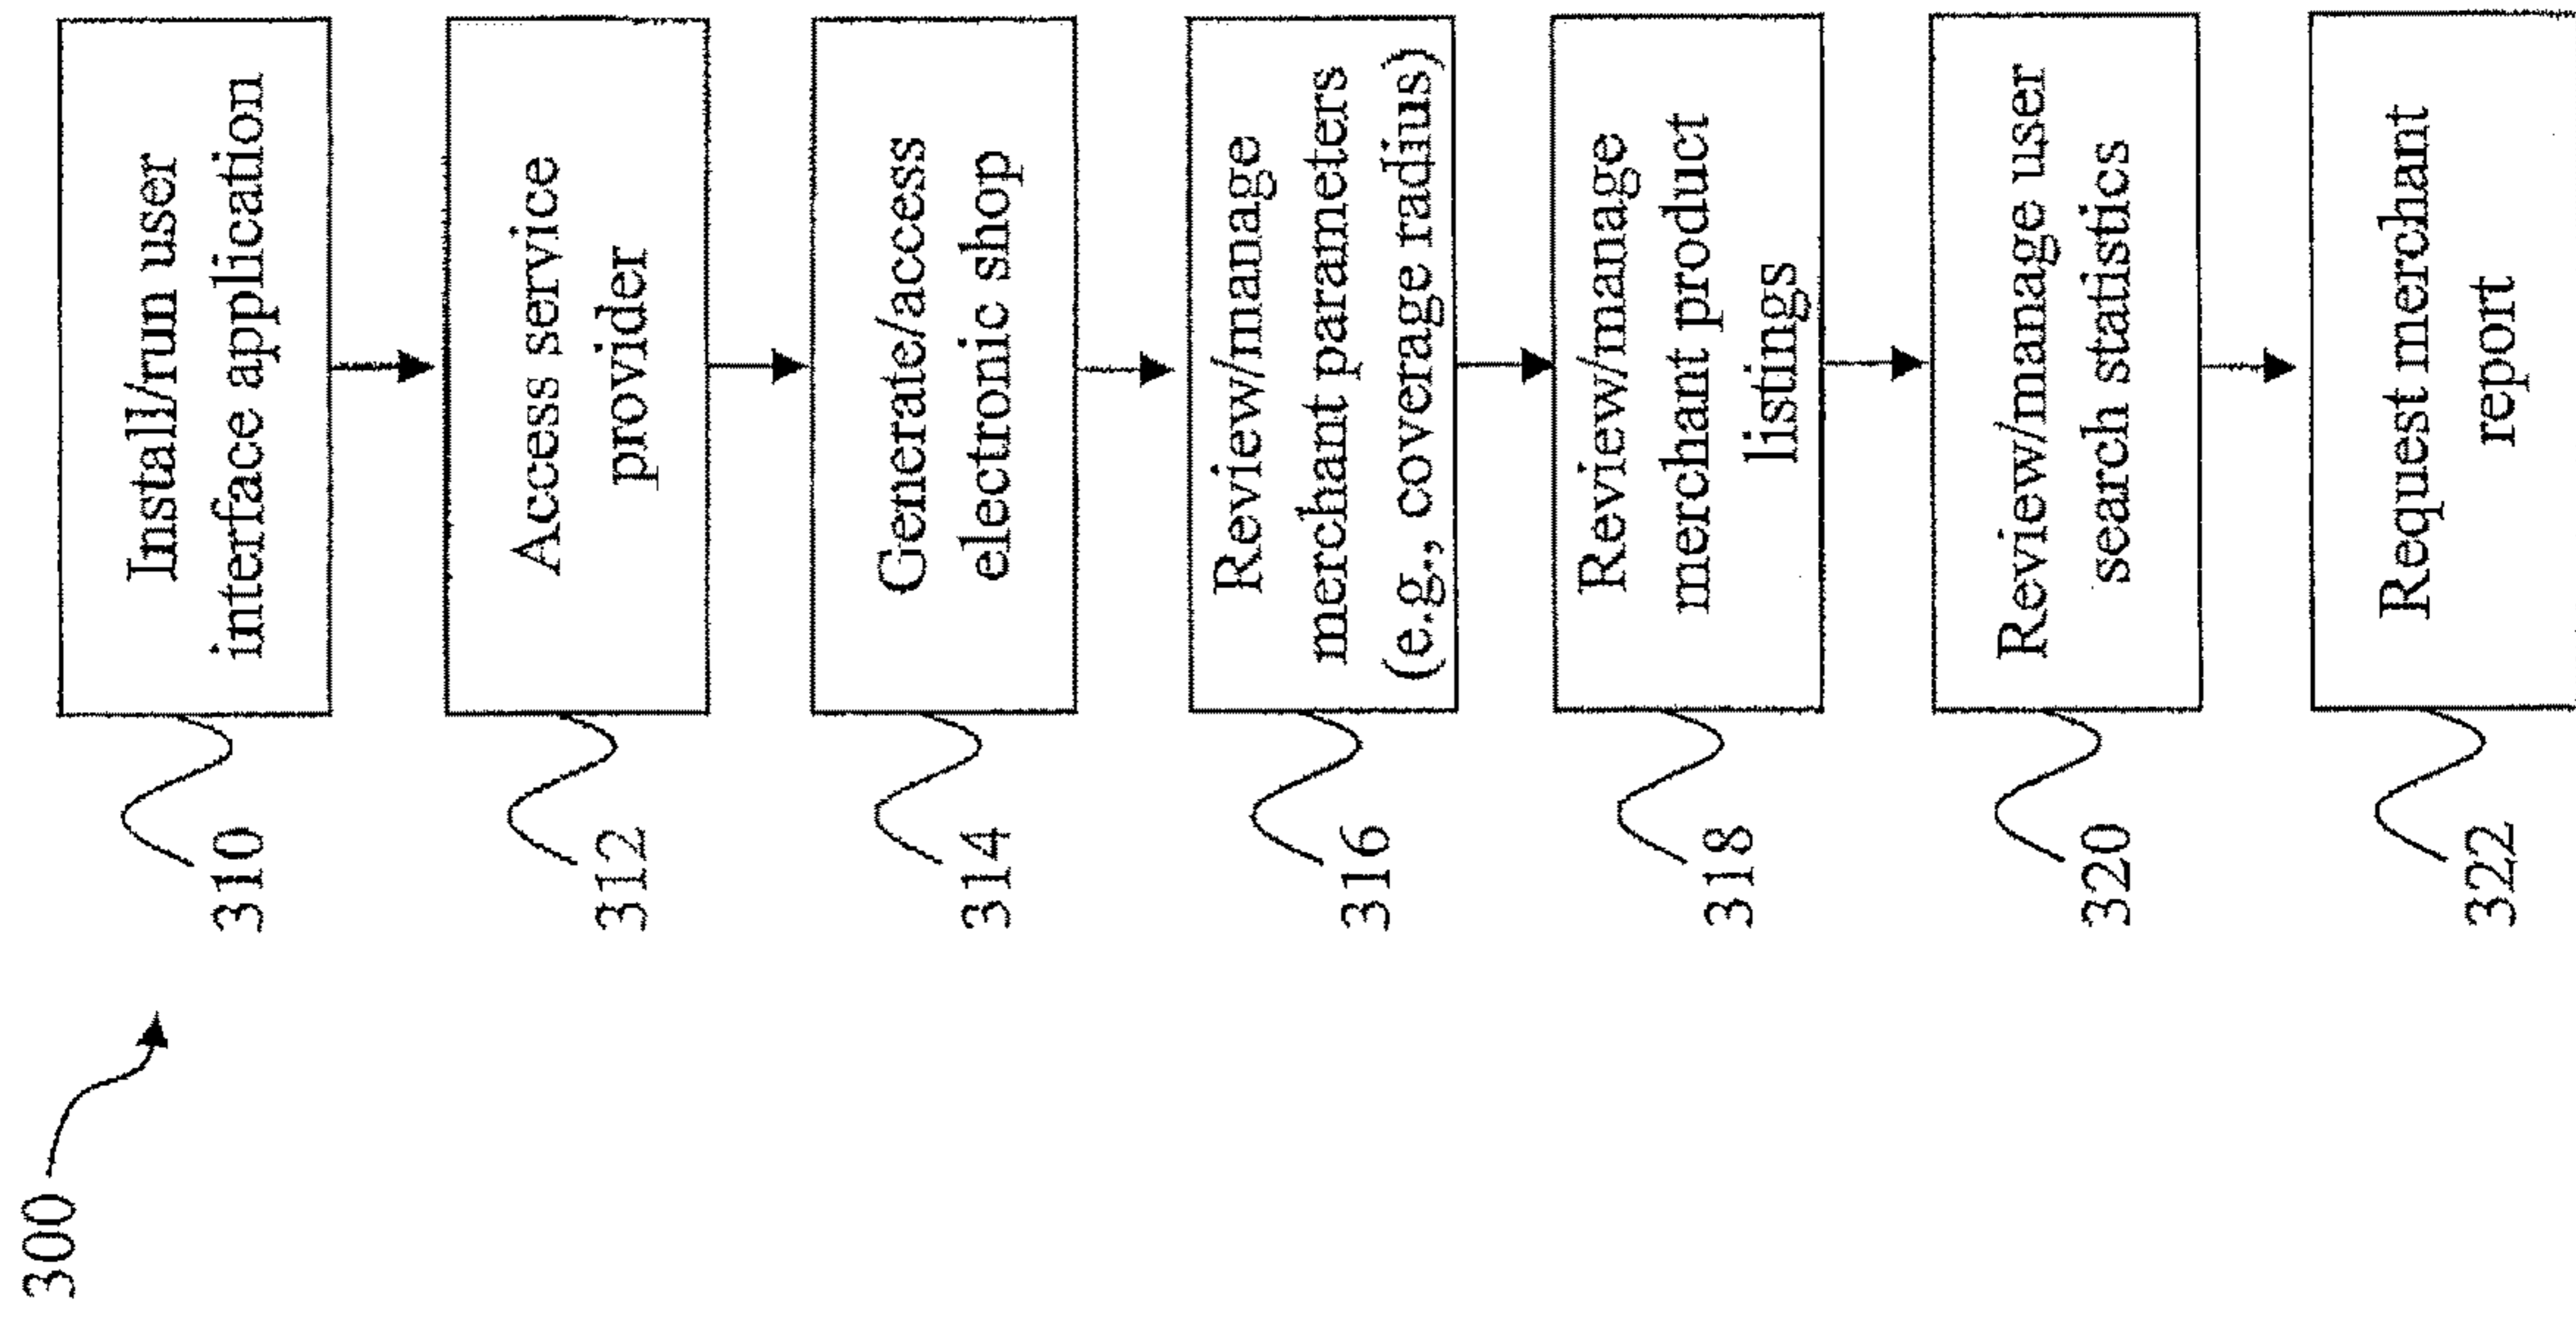 300
310
Install/run user
interface application
312
Access service
provider
314
Generate/access
electronic shop
316
Review/manage
merchant parameters
(e.g., coverage radius)
318
Review/manage
merchant product
listings
320
Review/manage user
search statistics
322
Request merchant
report